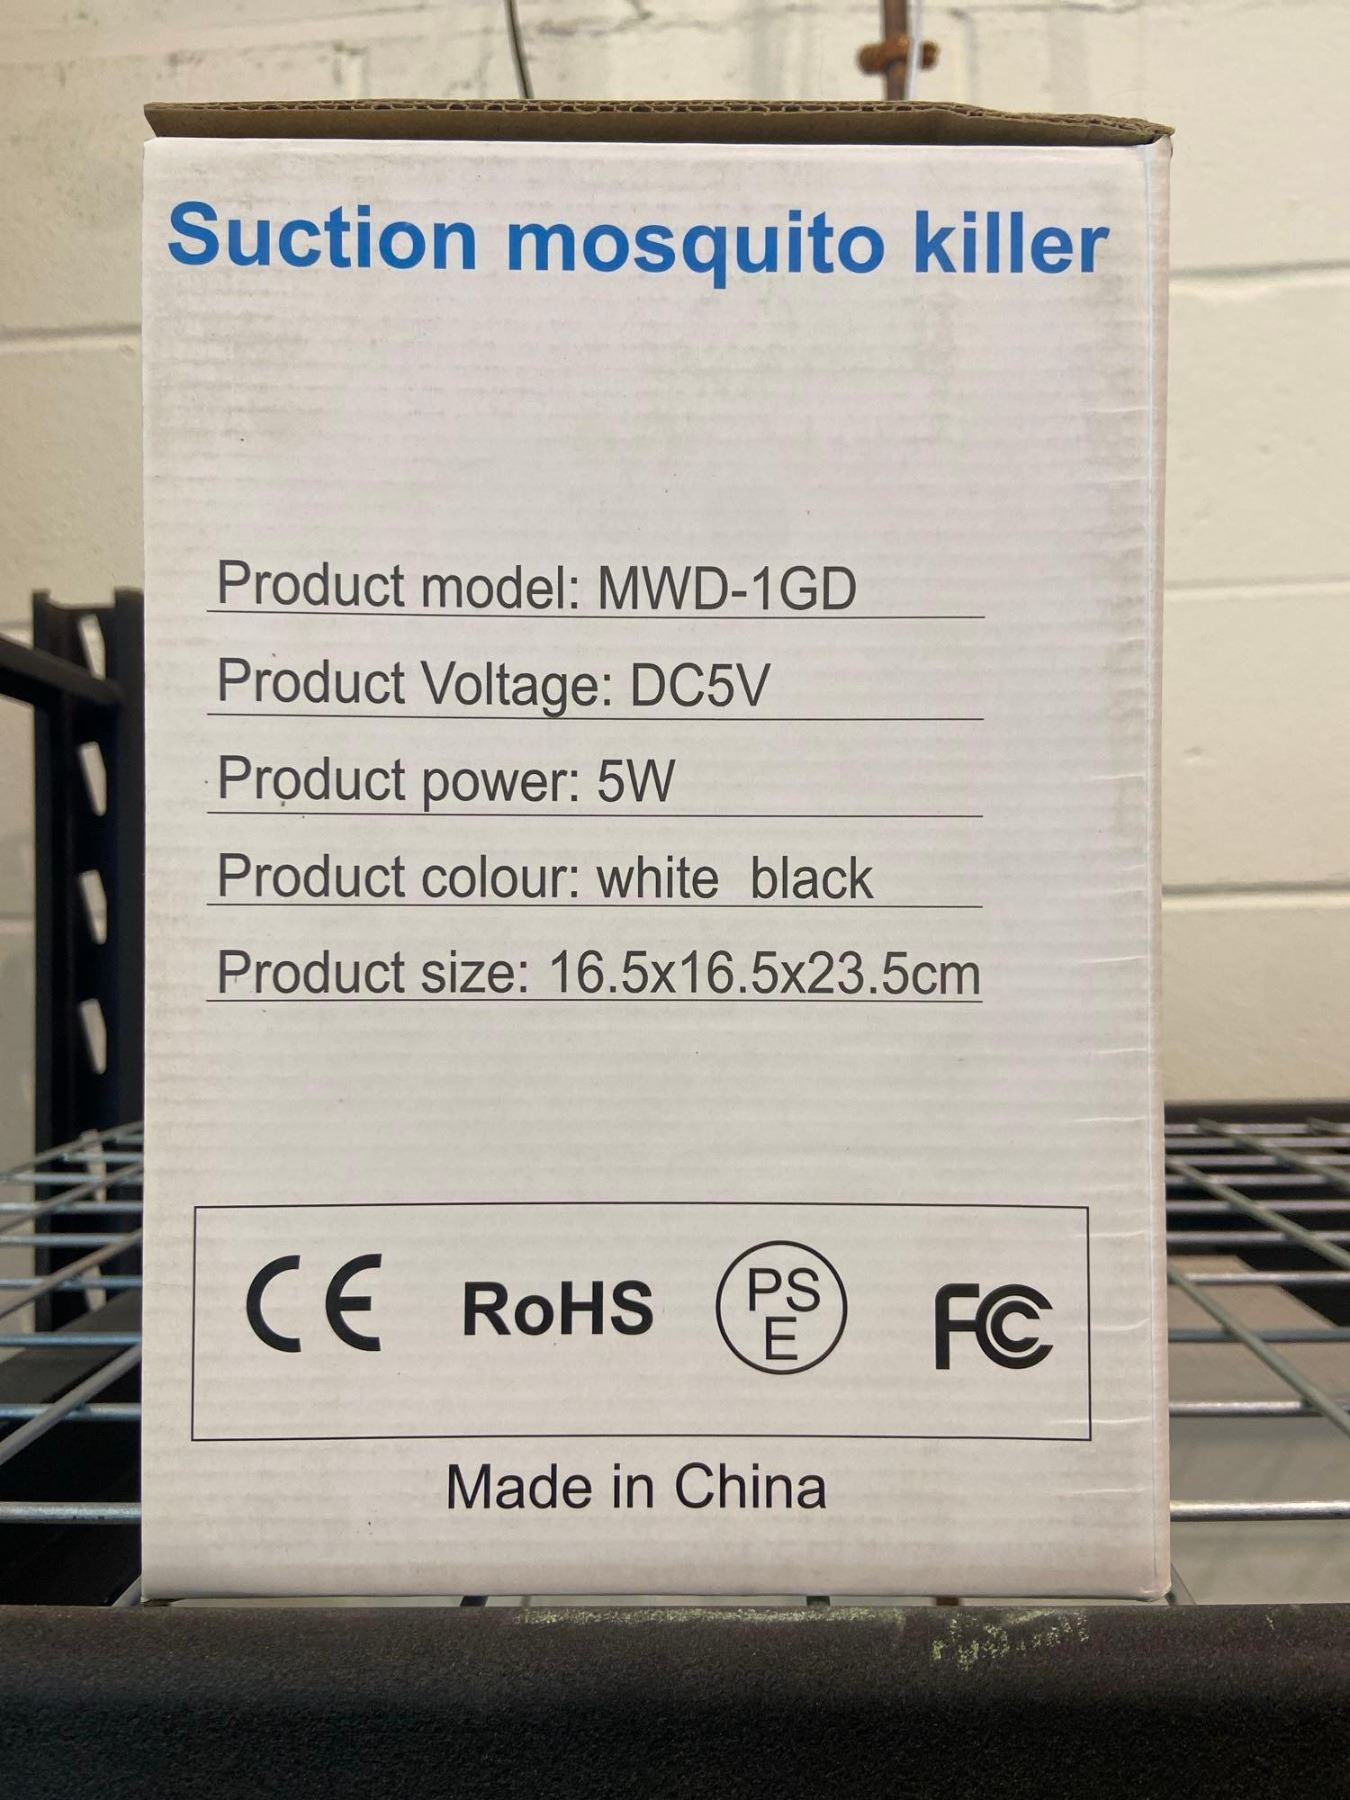 Suction mosquito killer
Product model: MWD-1GD
Product Voltage: DC5V
Product power: 5W
Product colour: white black
Product size: 16.5x16.5x23.5cm
CE RoHS PSE FC
Made in China